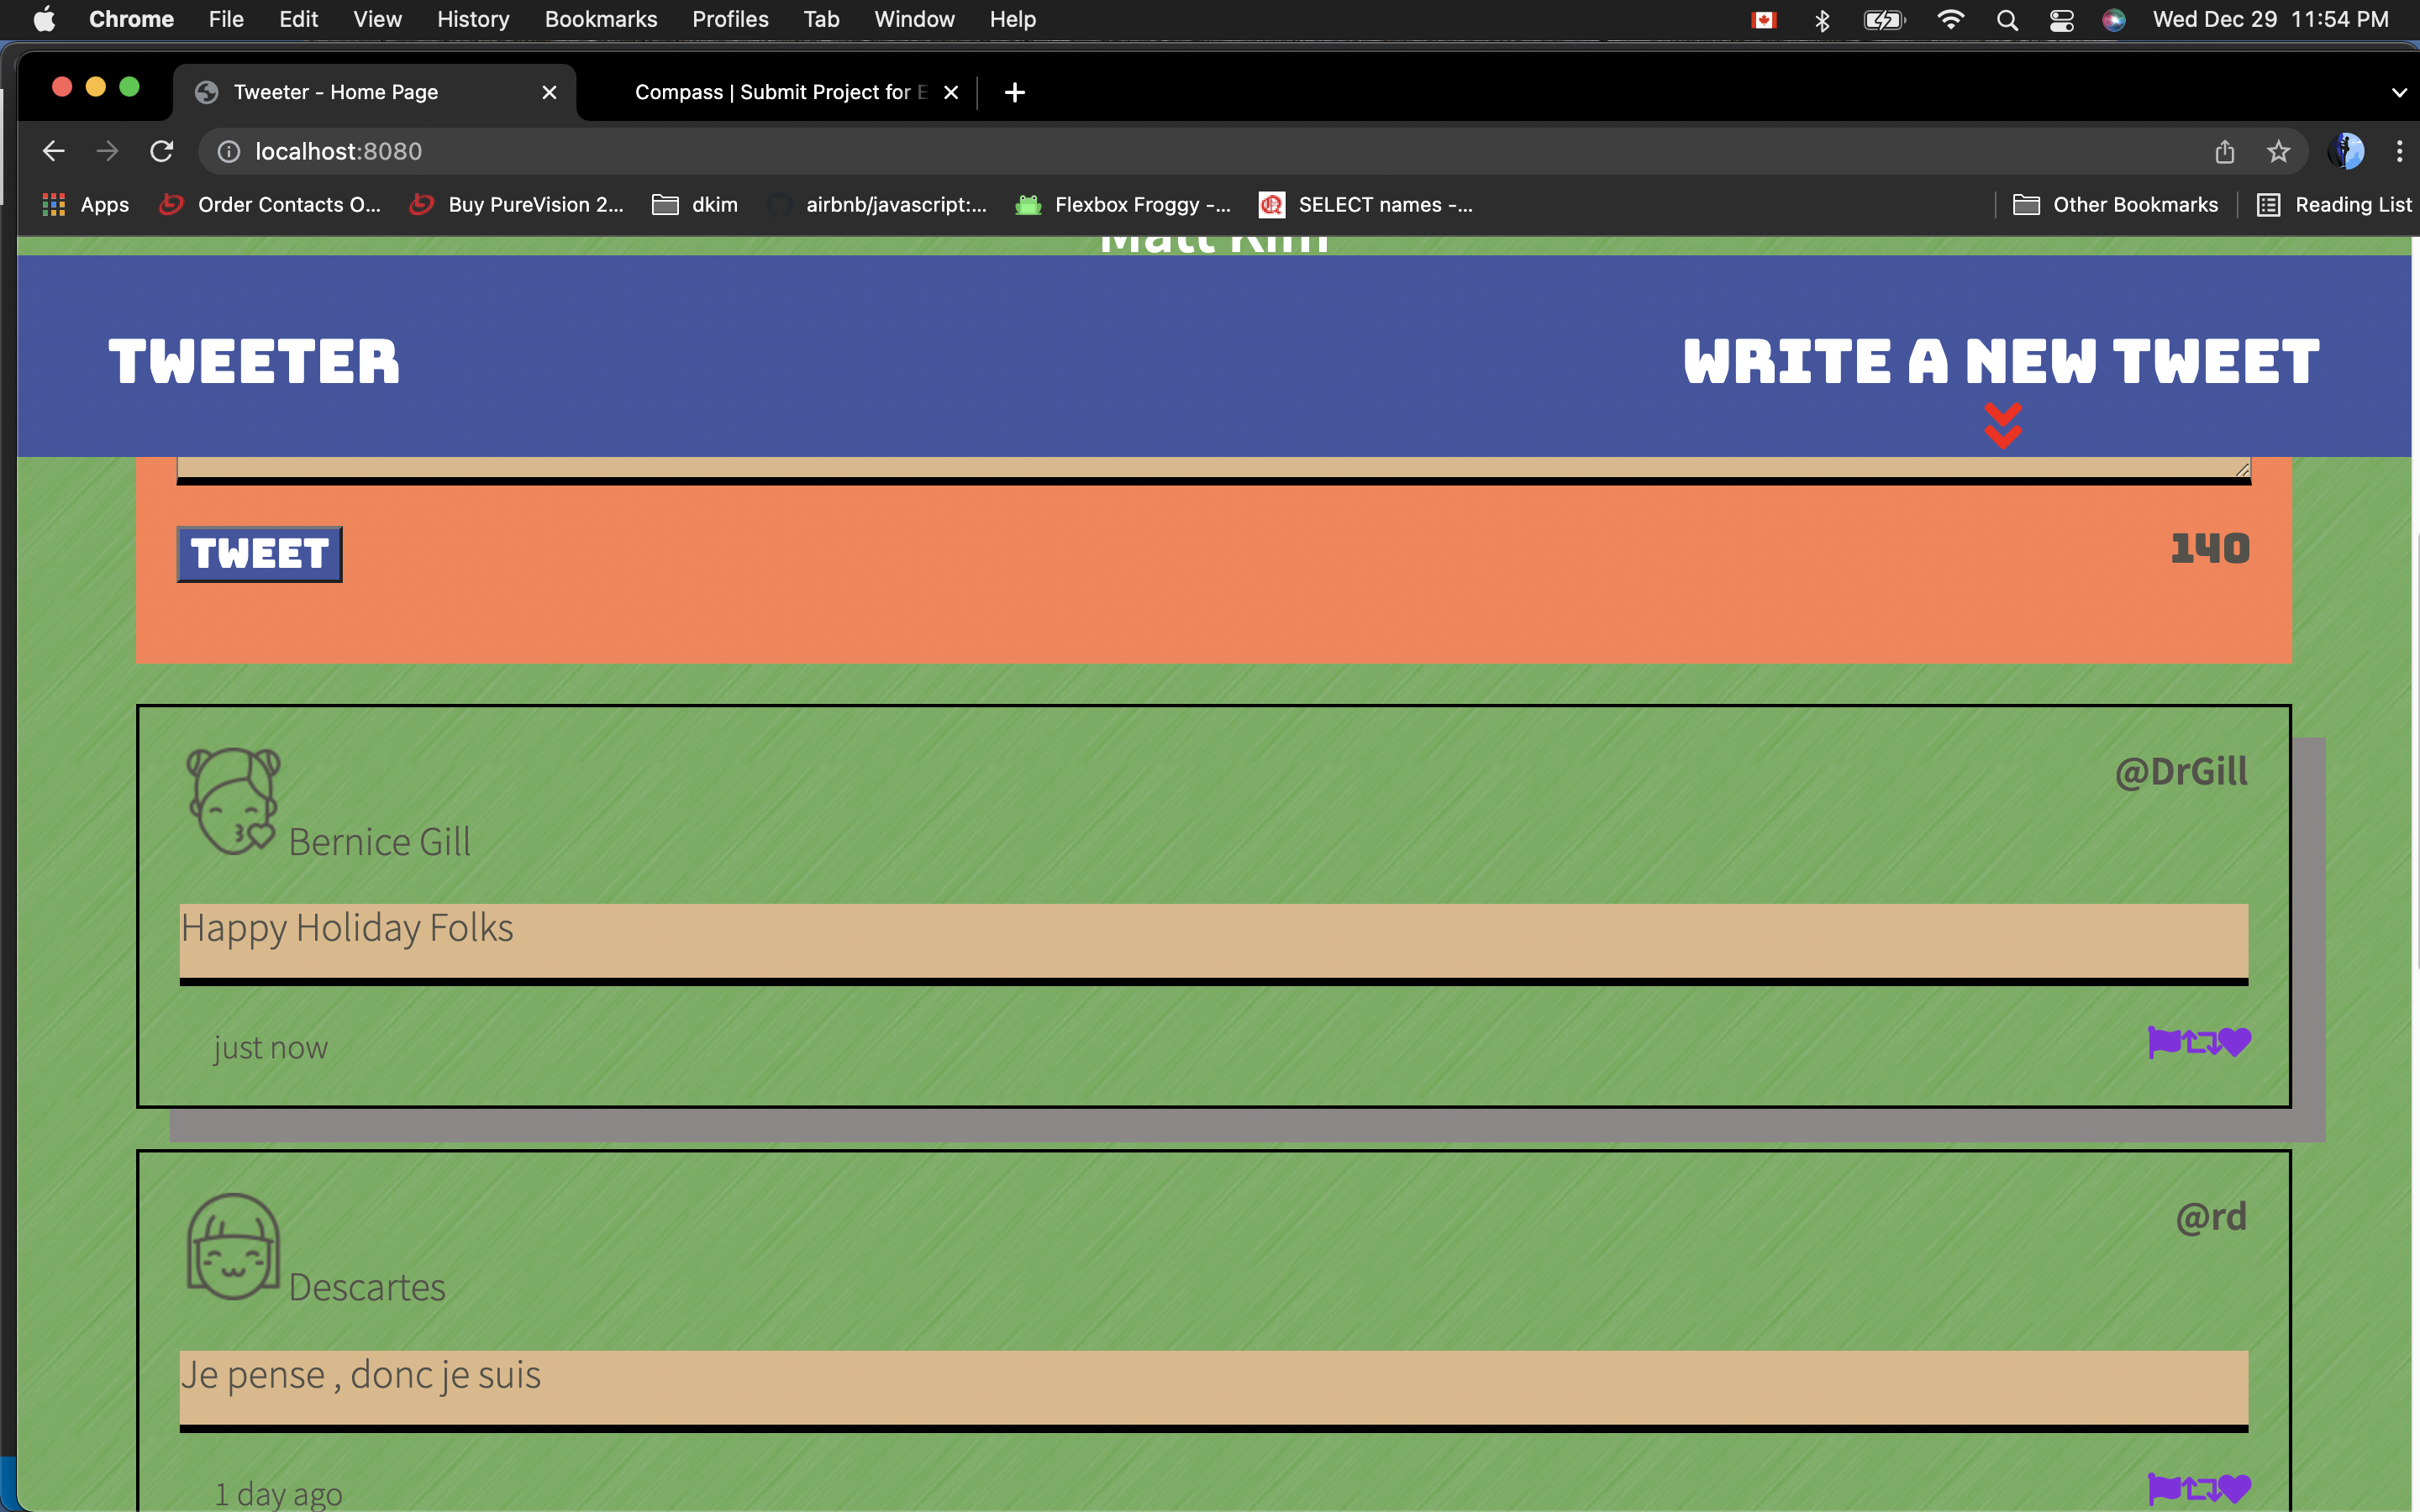 Chrome File Edit View History Bookmarks Profiles Tab Window Help Wed Dec 29 11:54 PM
Tweeter - Home Page Compass | Submit Project for E
localhost:8080
Apps Order Contacts O... Buy PureVision 2... dkim airbnb/javascript:... Flexbox Froggy -... SELECT names -... Other Bookmarks Reading List
Matt Kim
TWEETER WRITE A NEW TWEET
TWEET 140
@DrGill
Bernice Gill
Happy Holiday Folks
just now
@rd
Descartes
Je pense , donc je suis
1 day ago